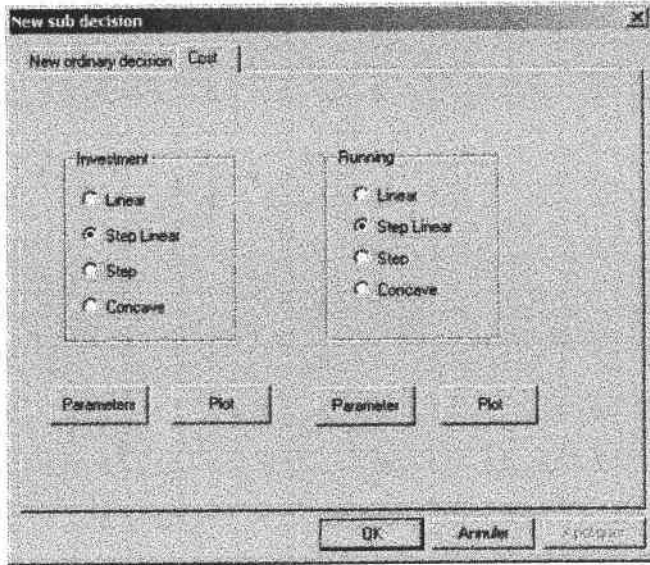 New sub decision
New ordinary decision Cost
Investment
Linear
Step Linear
Step
Concave
Running
Linear
Step Linear
Step
Concave
Parameters Plot Parameter Plot
OK Annuler Appliquer